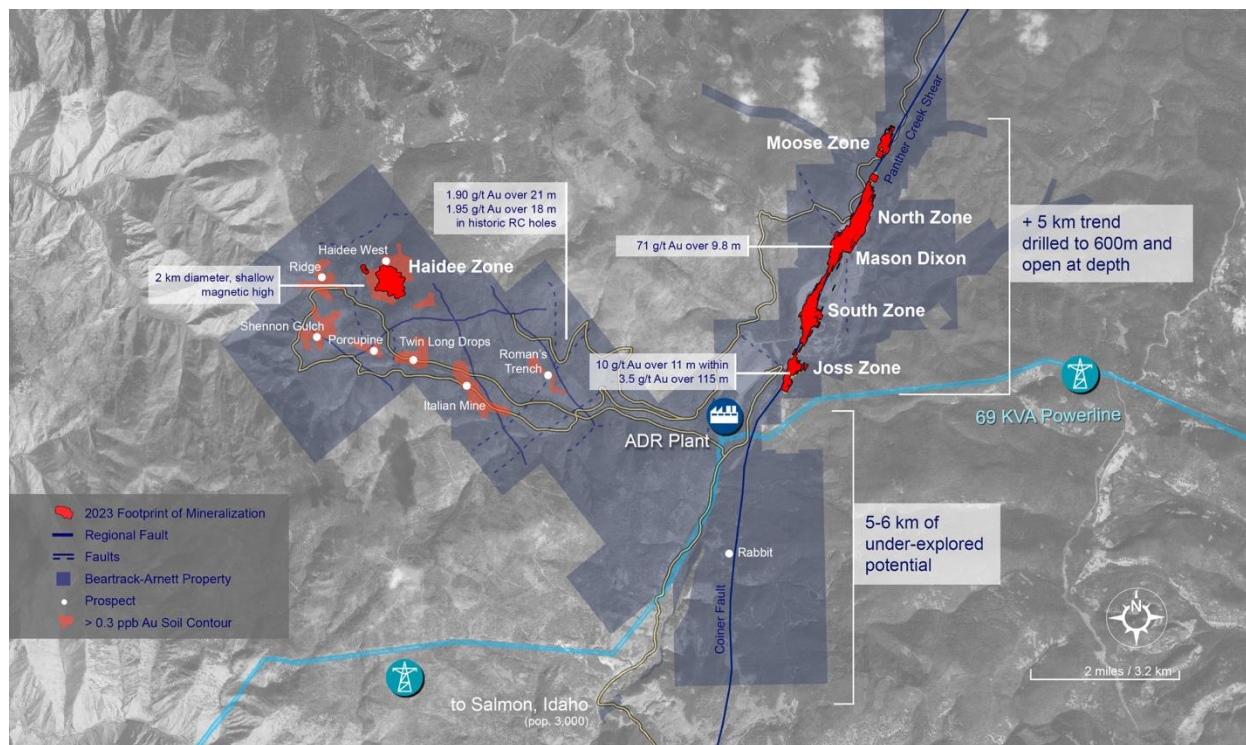 Moose Zone
Panther Creek Shear
1.90 g/t Au over 21 m
1.95 g/t Au over 18 m
in historic RC holes
North Zone
+ 5 km trend
drilled to 600m and
open at depth
71 g/t Au over 9.8 m
Mason Dixon
Haidee West
Haidee Zone
Ridge
2 km diameter, shallow
magnetic high
South Zone
Shennon Gulch
Porcupine
Twin Long Drops
Roman's
Trench
10 g/t Au over 11 m within
3.5 g/t Au over 115 m
Joss Zone
Italian Mine
69 KVA Powerline
ADR Plant
2023 Footprint of Mineralization
Regional Fault
Faults
Beartrack-Arnett Property
Prospect
> 0.3 ppb Au Soil Contour
5-6 km of
under-explored
potential
Rabbit
Coiner Fault
N
2 miles / 3.2 km
to Salmon, Idaho
(pop. 3,000)